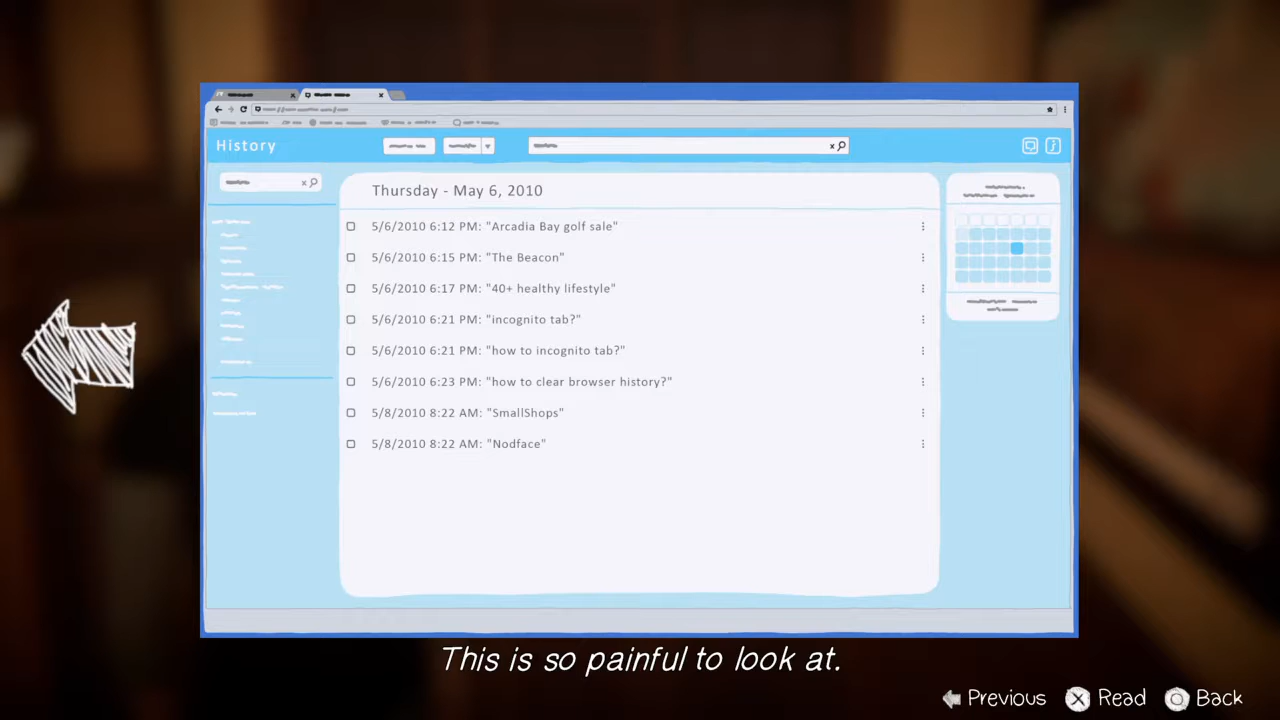 History
Thursday - May 6, 2010
5/6/2010 6:12 PM: "Arcadia Bay golf sale"
5/6/2010 6:15 PM: "The Beacon"
5/6/2010 6:17 PM: "40+ healthy lifestyle"
5/6/2010 6:21 PM: "incognito tab?"
5/6/2010 6:21 PM: "how to incognito tab?"
5/6/2010 6:23 PM: "how to clear browser history?"
5/8/2010 8:22 AM: "SmallShops"
5/8/2010 8:22 AM: "Nodface"
This is so painful to look at.
Previous Read Back